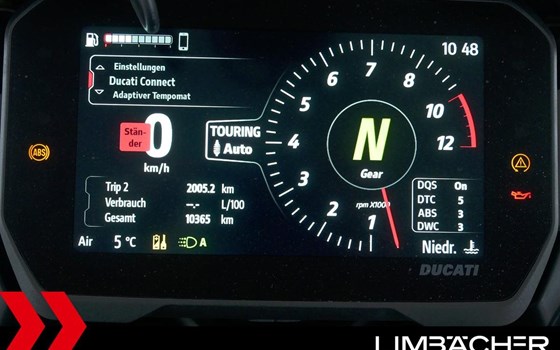 10 48
Einstellungen
Ducati Connect
Adaptiver Tempomat
Stän-
der
0
km/h
TOURING
Auto
1
2
3
4
5
6
7
8
10
12
N
Gear
rpm X1000
Trip 2 2005.2 km
Verbrauch --.- L/100
Gesamt 10365 km
DQS On
DTC 5
ABS 3
DWC 3
Air 5 °C
A
Niedr.
ABS
DUCATI
LIMBÄCHER